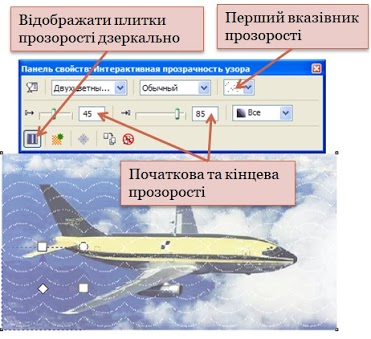 Відображати плитки
прозорості дзеркально
Перший вказівник
прозорості
Панель свойств: Интерактивная прозрачность узора
Двухцветны... Обычный
45 85 Все
Початкова та кінцева
прозорості